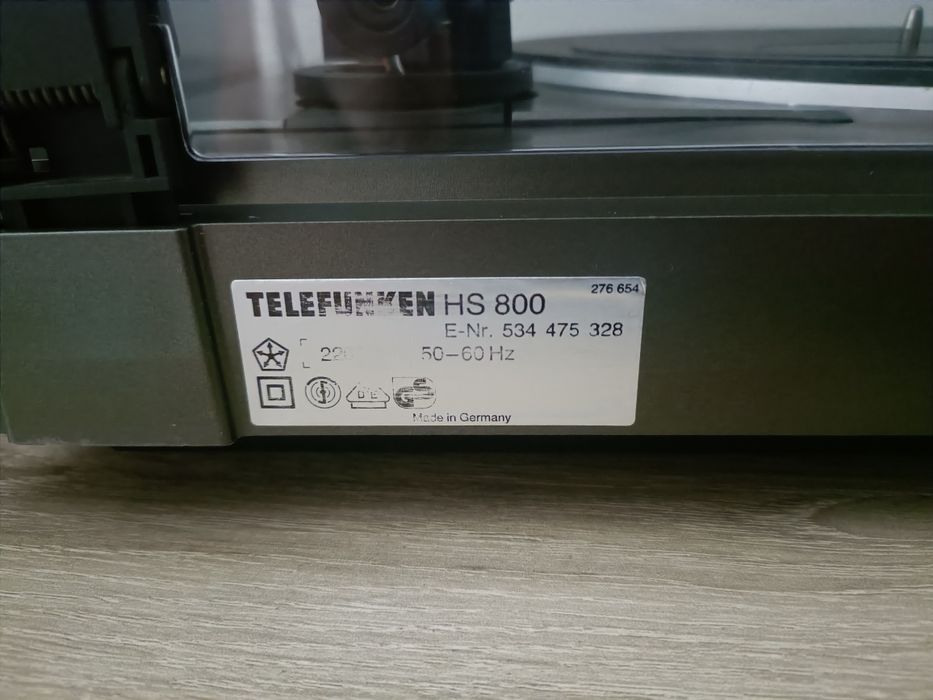 276 654
TELEFUNKEN HS 800
E-Nr. 534 475 328
50–60 Hz
Made in Germany